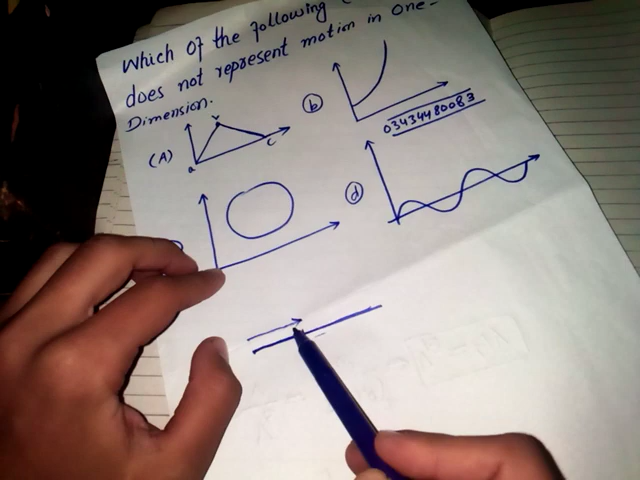 Which of the following
does not represent motion in one-
Dimension.
(A)
a
c
(b)
03434480083
(d)